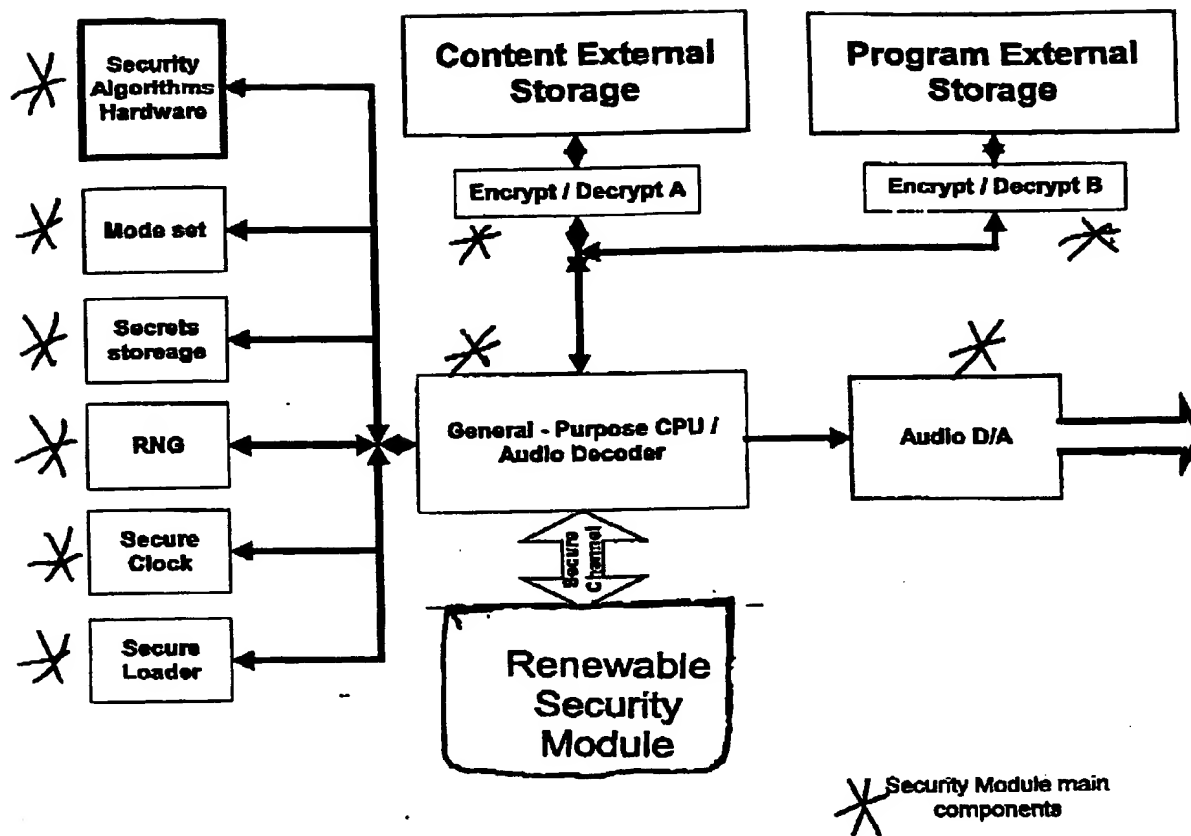 Security
Algorithms
Hardware
Content External
Storage
Program External
Storage
Encrypt / Decrypt A
Encrypt / Decrypt B
Mode set
Secrets
storeage
RNG
Secure
Clock
Secure
Loader
General - Purpose CPU /
Audio Decoder
Audio D/A
Secure
Channel
Renewable
Security
Module
Security Module main
components